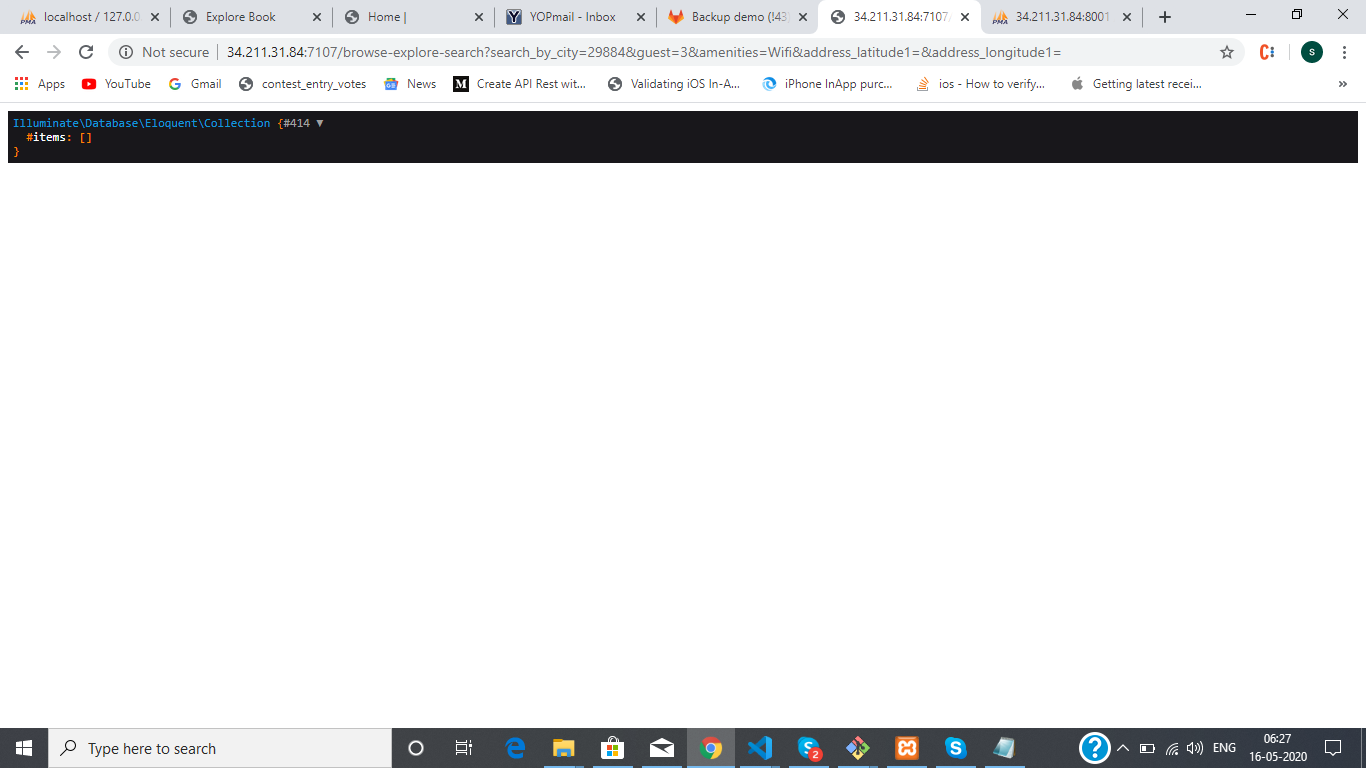 localhost / 127.0.0
Explore Book
Home |
YOPmail - Inbox
Backup demo (!43)
34.211.31.84:7107/
34.211.31.84:8001
Not secure
34.211.31.84:7107/browse-explore-search?search_by_city=29884&guest=3&amenities=Wifi&address_latitude1=&address_longitude1=
S
Apps
YouTube
Gmail
contest_entry_votes
News
Create API Rest wit...
Validating iOS In-A...
iPhone InApp purc...
ios - How to verify...
Getting latest recei...
»
Illuminate\Database\Eloquent\Collection {#414 ▼
#items: []
}
Type here to search
2
ENG
06:27
16-05-2020